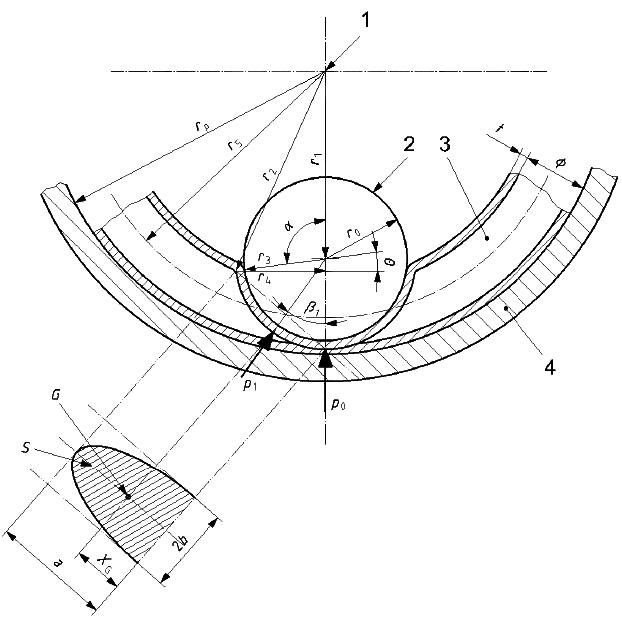 1
2
3
4
r_p
r_5
r_2
r_1
r_0
r_3
r_4
α
θ
β_1
t
ø
p_1
p_0
G
S
a
X_G
2b